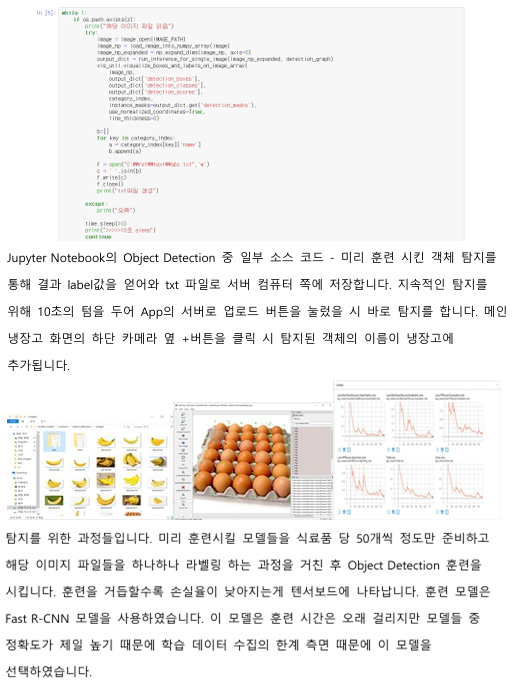 In [5]: while 1:
if os.path.exists(2):
print("해당 이미지 파일 읽음")
try:
image = Image.open(IMAGE_PATH)
image_np = load_image_into_numpy_array(image)
image_np_expanded = np.expand_dims(image_np, axis=0)
output_dict = run_inference_for_single_image(image_np_expanded, detection_graph)
vis_util.visualize_boxes_and_labels_on_image_array(
image_np,
output_dict['detection_boxes'],
output_dict['detection_classes'],
output_dict['detection_scores'],
category_index,
instance_masks=output_dict.get('detection_masks'),
use_normalized_coordinates=True,
line_thickness=8)
b=[]
for key in category_index:
a = category_index[key]['name']
b.append(a)
c = ' '.join(b)
f.write(c)
f.close()
print("txt파일 생성")
except:
print("오류")
time.sleep(10)
print(">>>>>10초 sleep")
continue
Jupyter Notebook의 Object Detection 중 일부 소스 코드 - 미리 훈련 시킨 객체 탐지를
통해 결과 label값을 얻어와 txt 파일로 서버 컴퓨터 쪽에 저장합니다. 지속적인 탐지를
위해 10초의 텀을 두어 App의 서버로 업로드 버튼을 눌렀을 시 바로 탐지를 합니다. 메인
냉장고 화면의 하단 카메라 옆 +버튼을 클릭 시 탐지된 객체의 이름이 냉장고에
추가됩니다.
탐지를 위한 과정들입니다. 미리 훈련시킬 모델들을 식료품 당 50개씩 정도만 준비하고
해당 이미지 파일들을 하나하나 라벨링 하는 과정을 거친 후 Object Detection 훈련을
시킵니다. 훈련을 거듭할수록 손실율이 낮아지는게 텐서보드에 나타납니다. 훈련 모델은
Fast R-CNN 모델을 사용하였습니다. 이 모델은 훈련 시간은 오래 걸리지만 모델들 중
정확도가 제일 높기 때문에 학습 데이터 수집의 한계 측면 때문에 이 모델을
선택하였습니다.